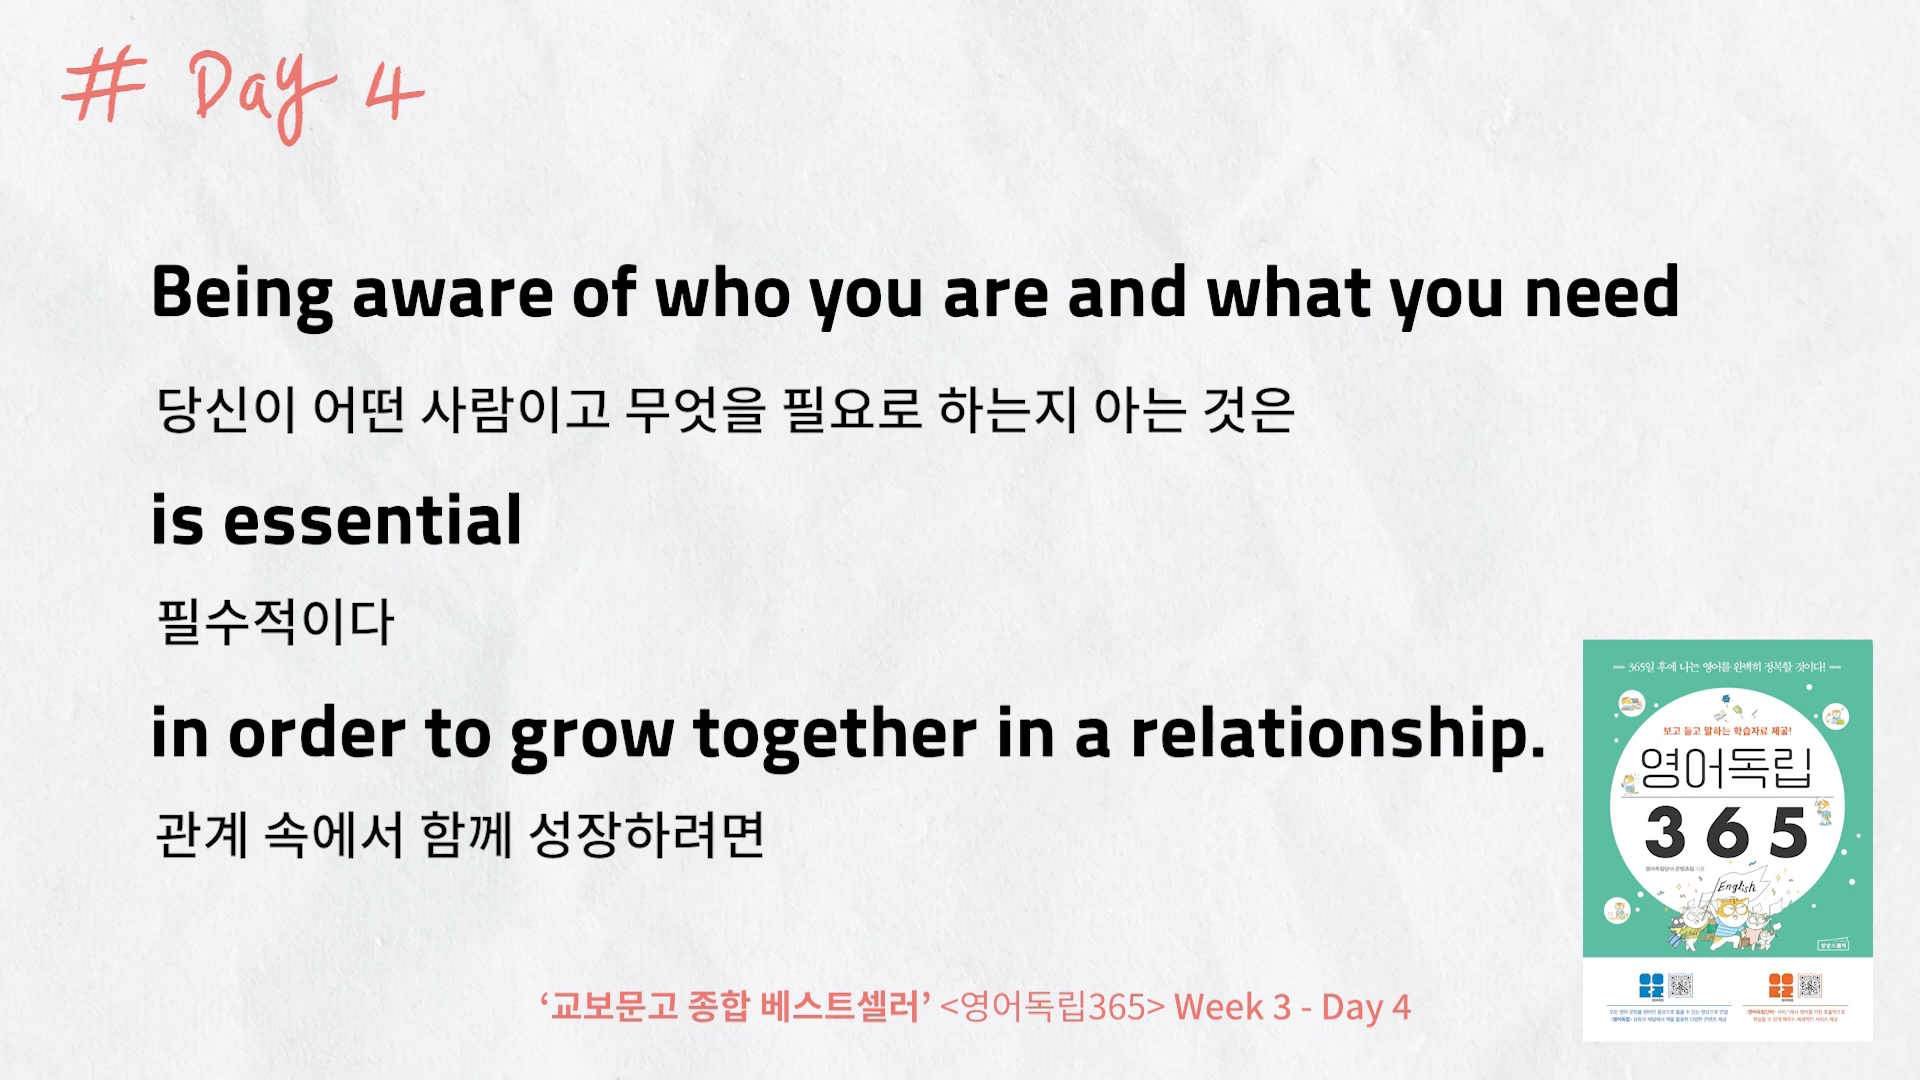 # Day 4
Being aware of who you are and what you need
당신이 어떤 사람이고 무엇을 필요로 하는지 아는 것은
is essential
필수적이다
in order to grow together in a relationship.
관계 속에서 함께 성장하려면
365일 후에 나는 영어를 완벽히 정복할 것이다!
보고 듣고 말하는 학습자료 제공!
영어독립
365
English
‘교보문고 종합 베스트셀러’ <영어독립365> Week 3 - Day 4